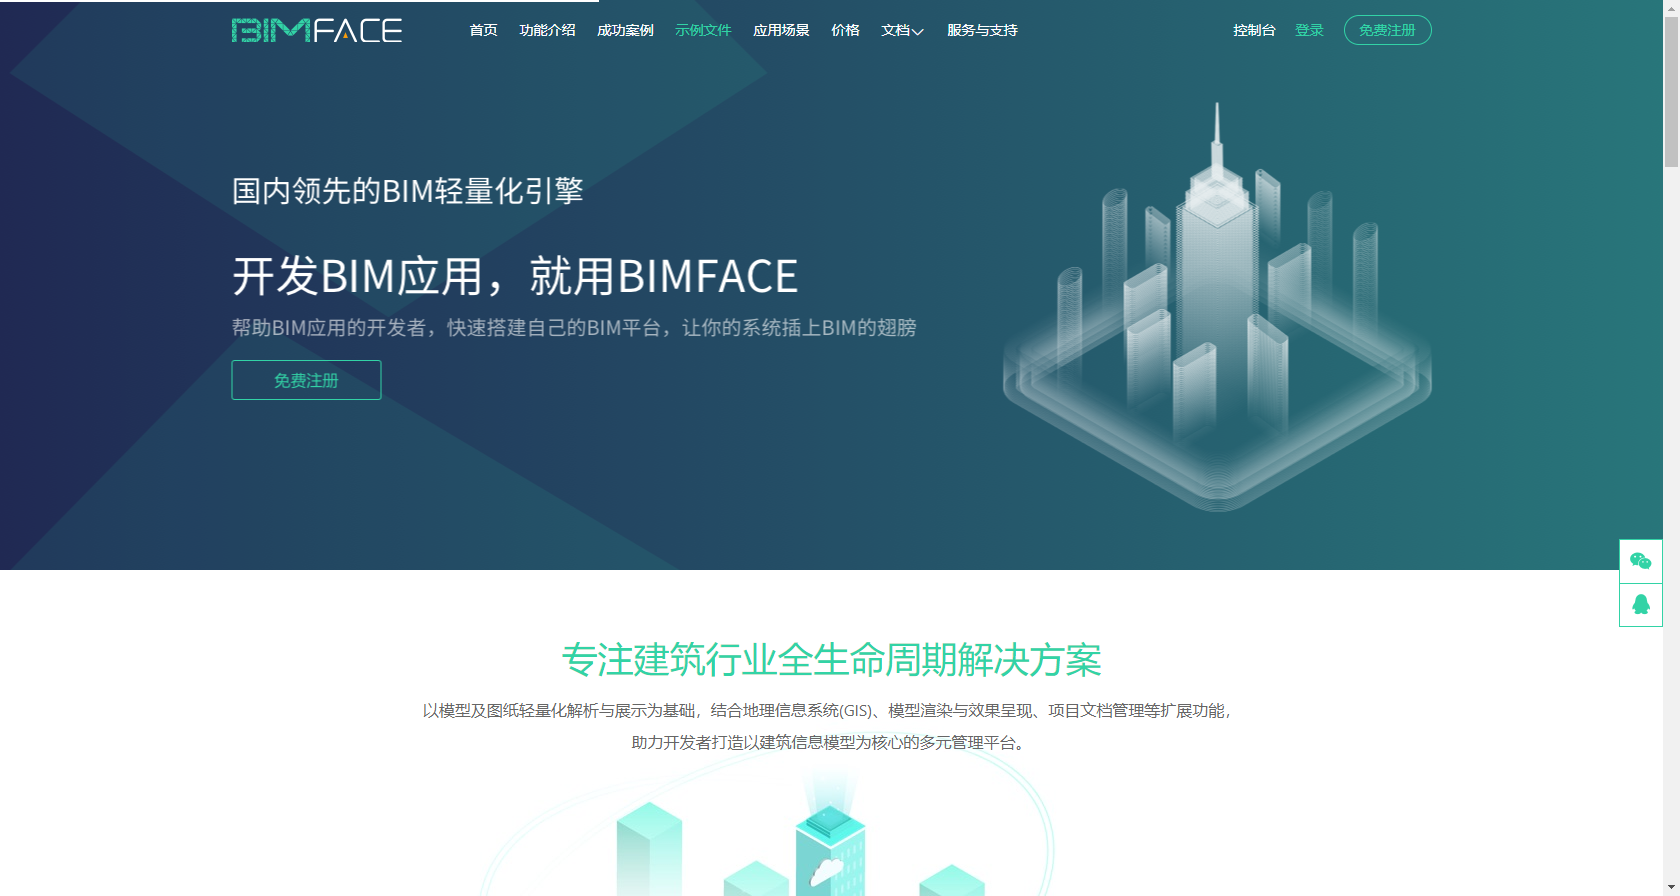 BIMFACE
首页 功能介绍 成功案例 示例文件 应用场景 价格 文档 服务与支持 控制台 登录 免费注册
国内领先的BIM轻量化引擎
开发BIM应用，就用BIMFACE
帮助BIM应用的开发者，快速搭建自己的BIM平台，让你的系统插上BIM的翅膀
免费注册
专注建筑行业全生命周期解决方案
以模型及图纸轻量化解析与展示为基础，结合地理信息系统(GIS)、模型渲染与效果呈现、项目文档管理等扩展功能，
助力开发者打造以建筑信息模型为核心的多元管理平台。